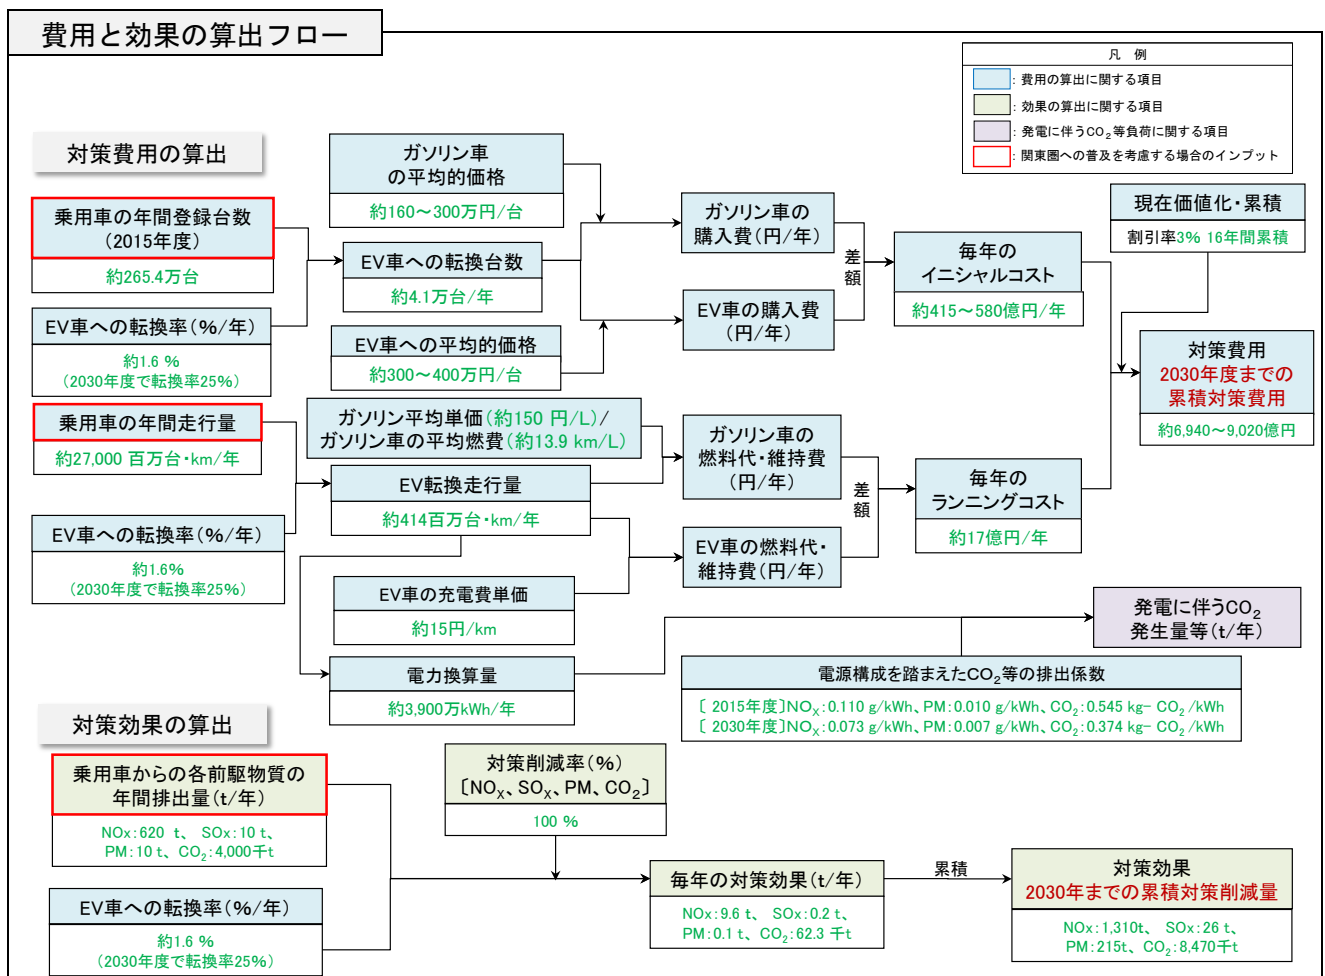 費用と効果の算出フロー
凡 例
：費用の算出に関する項目
：効果の算出に関する項目
：発電に伴うCO₂等負荷に関する項目
：関東圏への普及を考慮する場合のインプット
対策費用の算出
乗用車の年間登録台数
(2015年度)
約265.4万台
EV車への転換率(%/年)
約1.6 %
(2030年度で転換率25%)
ガソリン車
の平均的価格
約160～300万円/台
EV車への転換台数
約4.1万台/年
EV車への平均的価格
約300～400万円/台
ガソリン車の
購入費(円/年)
EV車の購入費
(円/年)
差額
毎年の
イニシャルコスト
約415～580億円/年
現在価値化・累積
割引率3% 16年間累積
対策費用
2030年度までの
累積対策費用
約6,940～9,020億円
乗用車の年間走行量
約27,000 百万台・km/年
EV車への転換率(%/年)
約1.6%
(2030年度で転換率25%)
ガソリン平均単価(約150 円/L)/
ガソリン車の平均燃費(約13.9 km/L)
EV転換走行量
約414百万台・km/年
EV車の充電費単価
約15円/km
電力換算量
約3,900万kWh/年
ガソリン車の
燃料代・維持費
(円/年)
EV車の燃料代・
維持費(円/年)
差額
毎年の
ランニングコスト
約17億円/年
発電に伴うCO₂
発生量等(t/年)
電源構成を踏まえたCO₂等の排出係数
〔 2015年度〕NOX：0.110 g/kWh、PM：0.010 g/kWh、CO₂：0.545 kg- CO₂ /kWh
〔 2030年度〕NOX：0.073 g/kWh、PM：0.007 g/kWh、CO₂：0.374 kg- CO₂ /kWh
対策効果の算出
乗用車からの各前駆物質の
年間排出量(t/年)
NOx：620 t、 SOx：10 t、
PM：10 t、CO₂：4,000千t
EV車への転換率(%/年)
約1.6 %
(2030年度で転換率25%)
対策削減率(%)
〔NOX、SOX、PM、CO₂〕
100 %
毎年の対策効果(t/年)
NOx：9.6 t、 SOx：0.2 t、
PM：0.1 t、CO₂：62.3 千t
累積
対策効果
2030年までの累積対策削減量
NOx：1,310t、 SOx：26 t、
PM：215t、CO₂：8,470千t